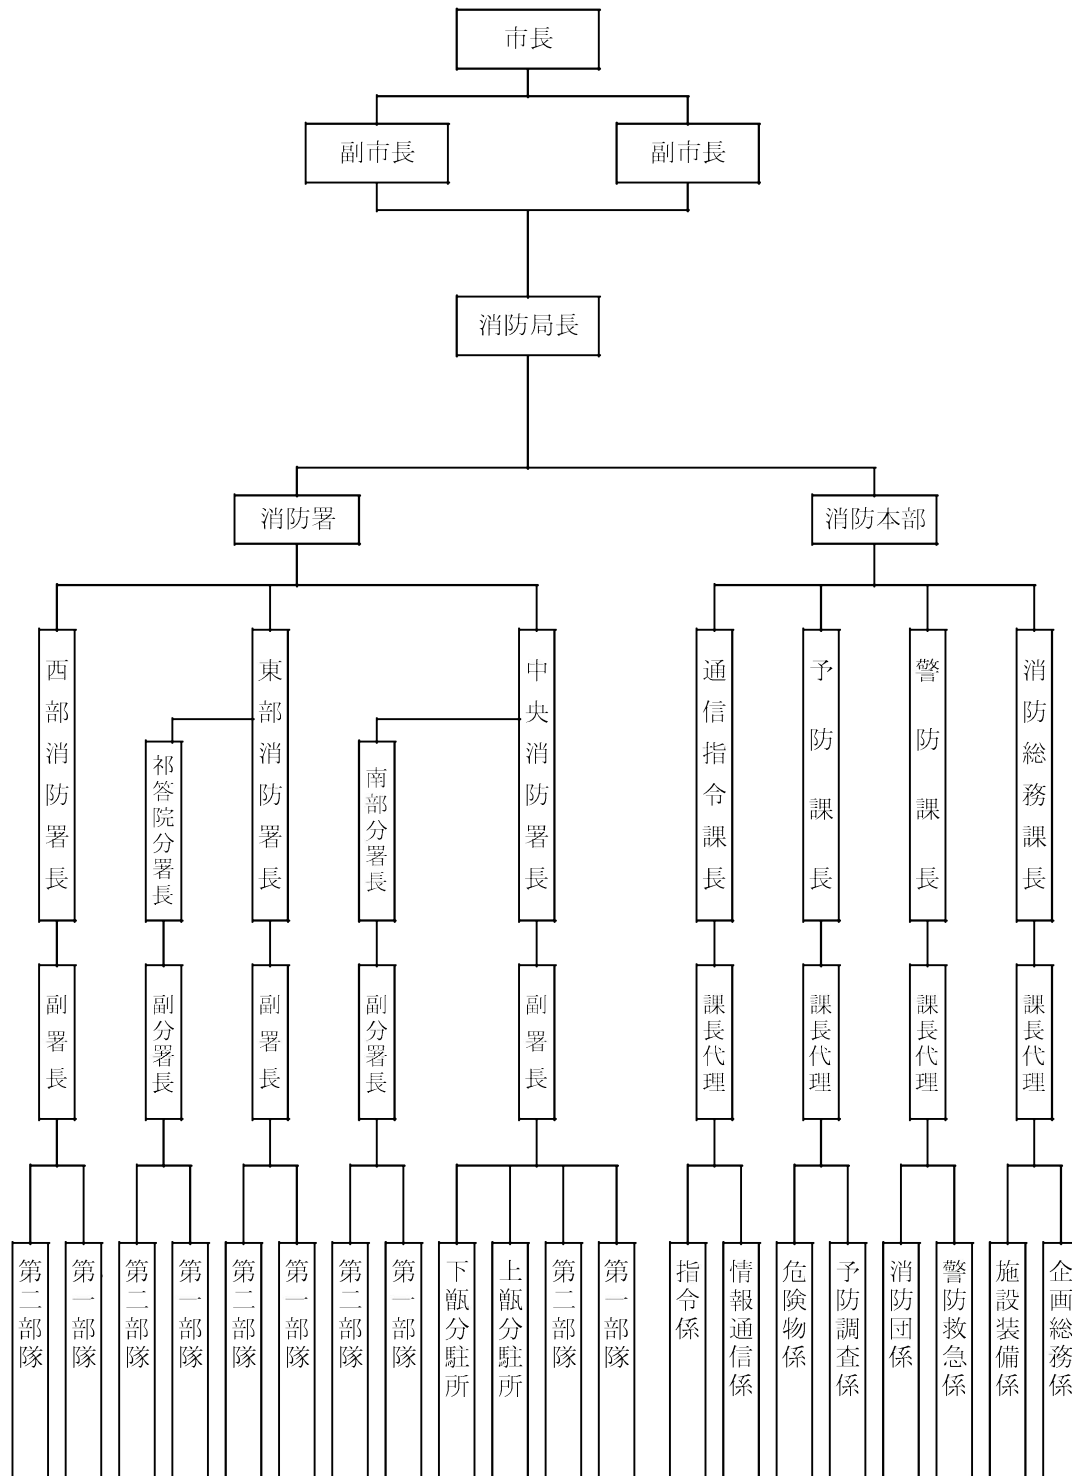 市長
副市長
副市長
消防局長
消防署
消防本部
西部消防署長
東部消防署長
中央消防署長
通信指令課長
予防課長
警防課長
消防総務課長
祁答院分署長
南部分署長
副署長
副分署長
副署長
副分署長
副署長
課長代理
課長代理
課長代理
課長代理
第二部隊
第一部隊
第二部隊
第一部隊
第二部隊
第一部隊
第二部隊
第一部隊
下甑分駐所
上甑分駐所
第二部隊
第一部隊
指令係
情報通信係
危険物係
予防調査係
消防団係
警防救急係
施設装備係
企画総務係